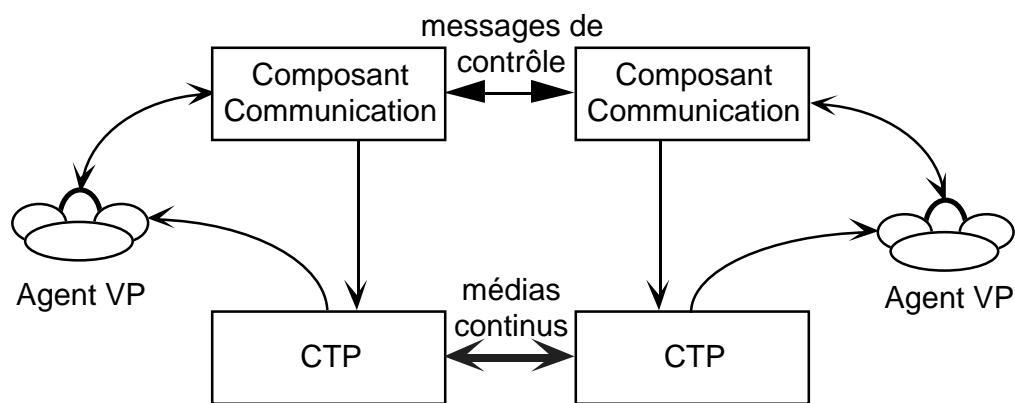 messages de
contrôle
Composant
Communication
Composant
Communication
Agent VP
Agent VP
médias
continus
CTP
CTP